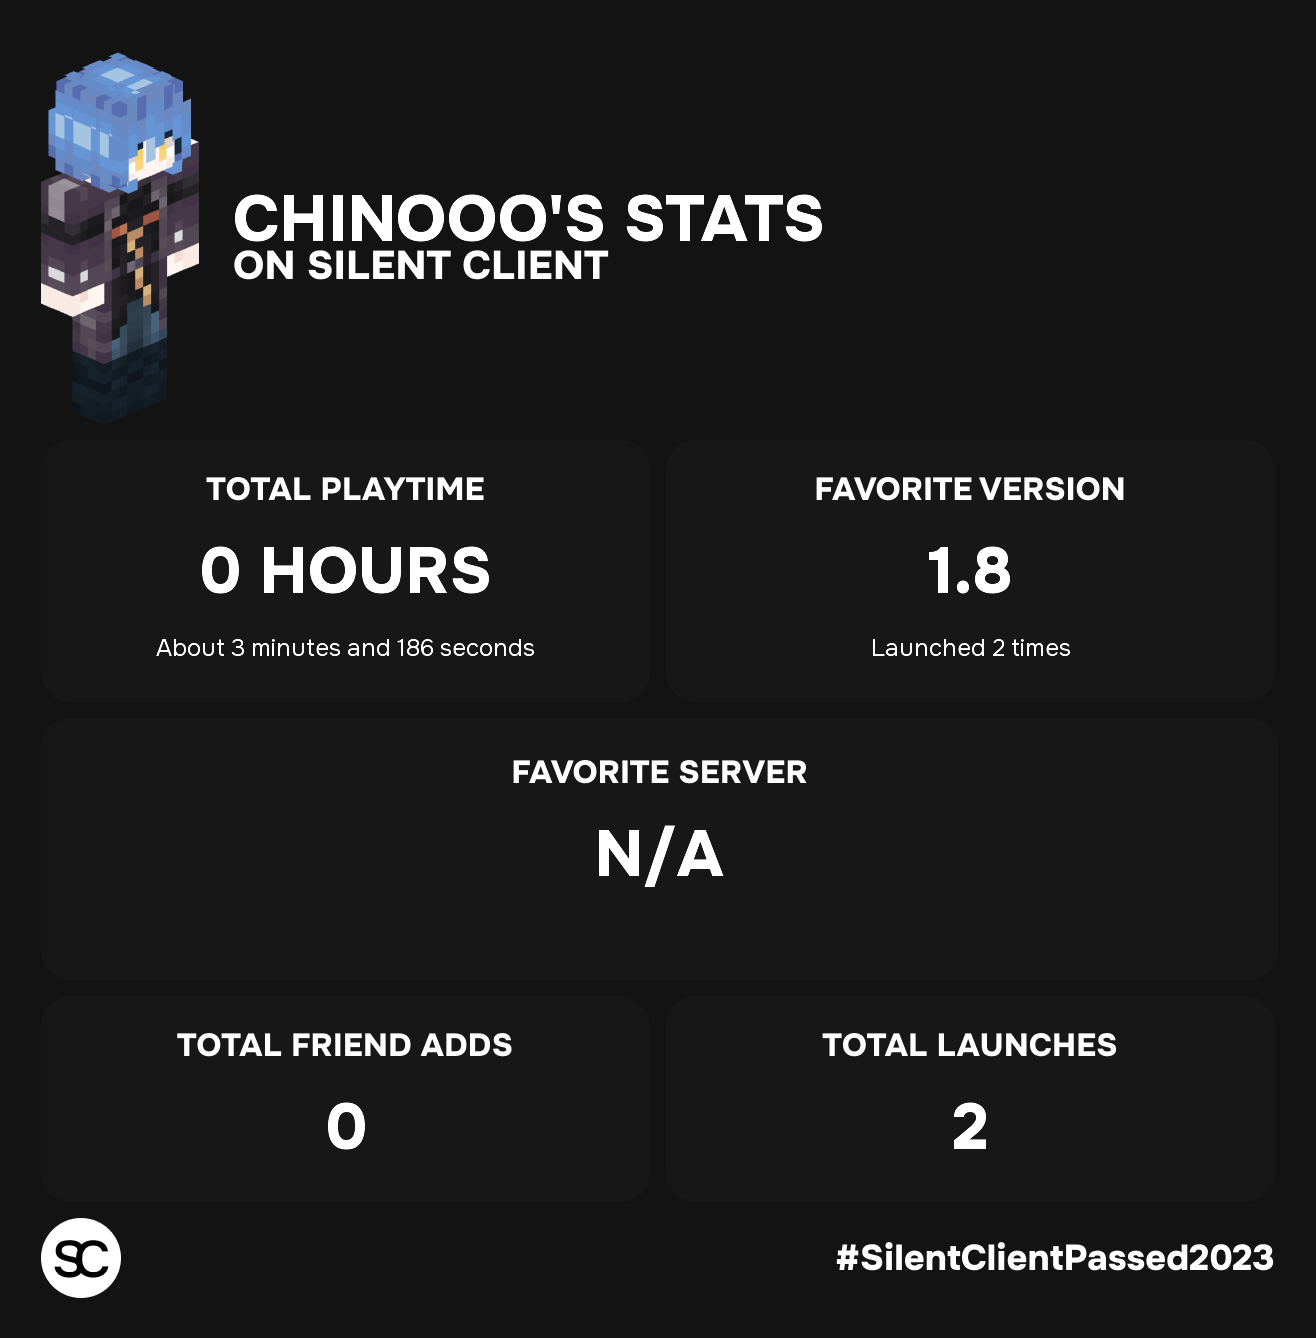 CHINOOO'S STATS
ON SILENT CLIENT
TOTAL PLAYTIME
0 HOURS
About 3 minutes and 186 seconds
FAVORITE VERSION
1.8
Launched 2 times
FAVORITE SERVER
N/A
TOTAL FRIEND ADDS
0
TOTAL LAUNCHES
2
SC
#SilentClientPassed2023